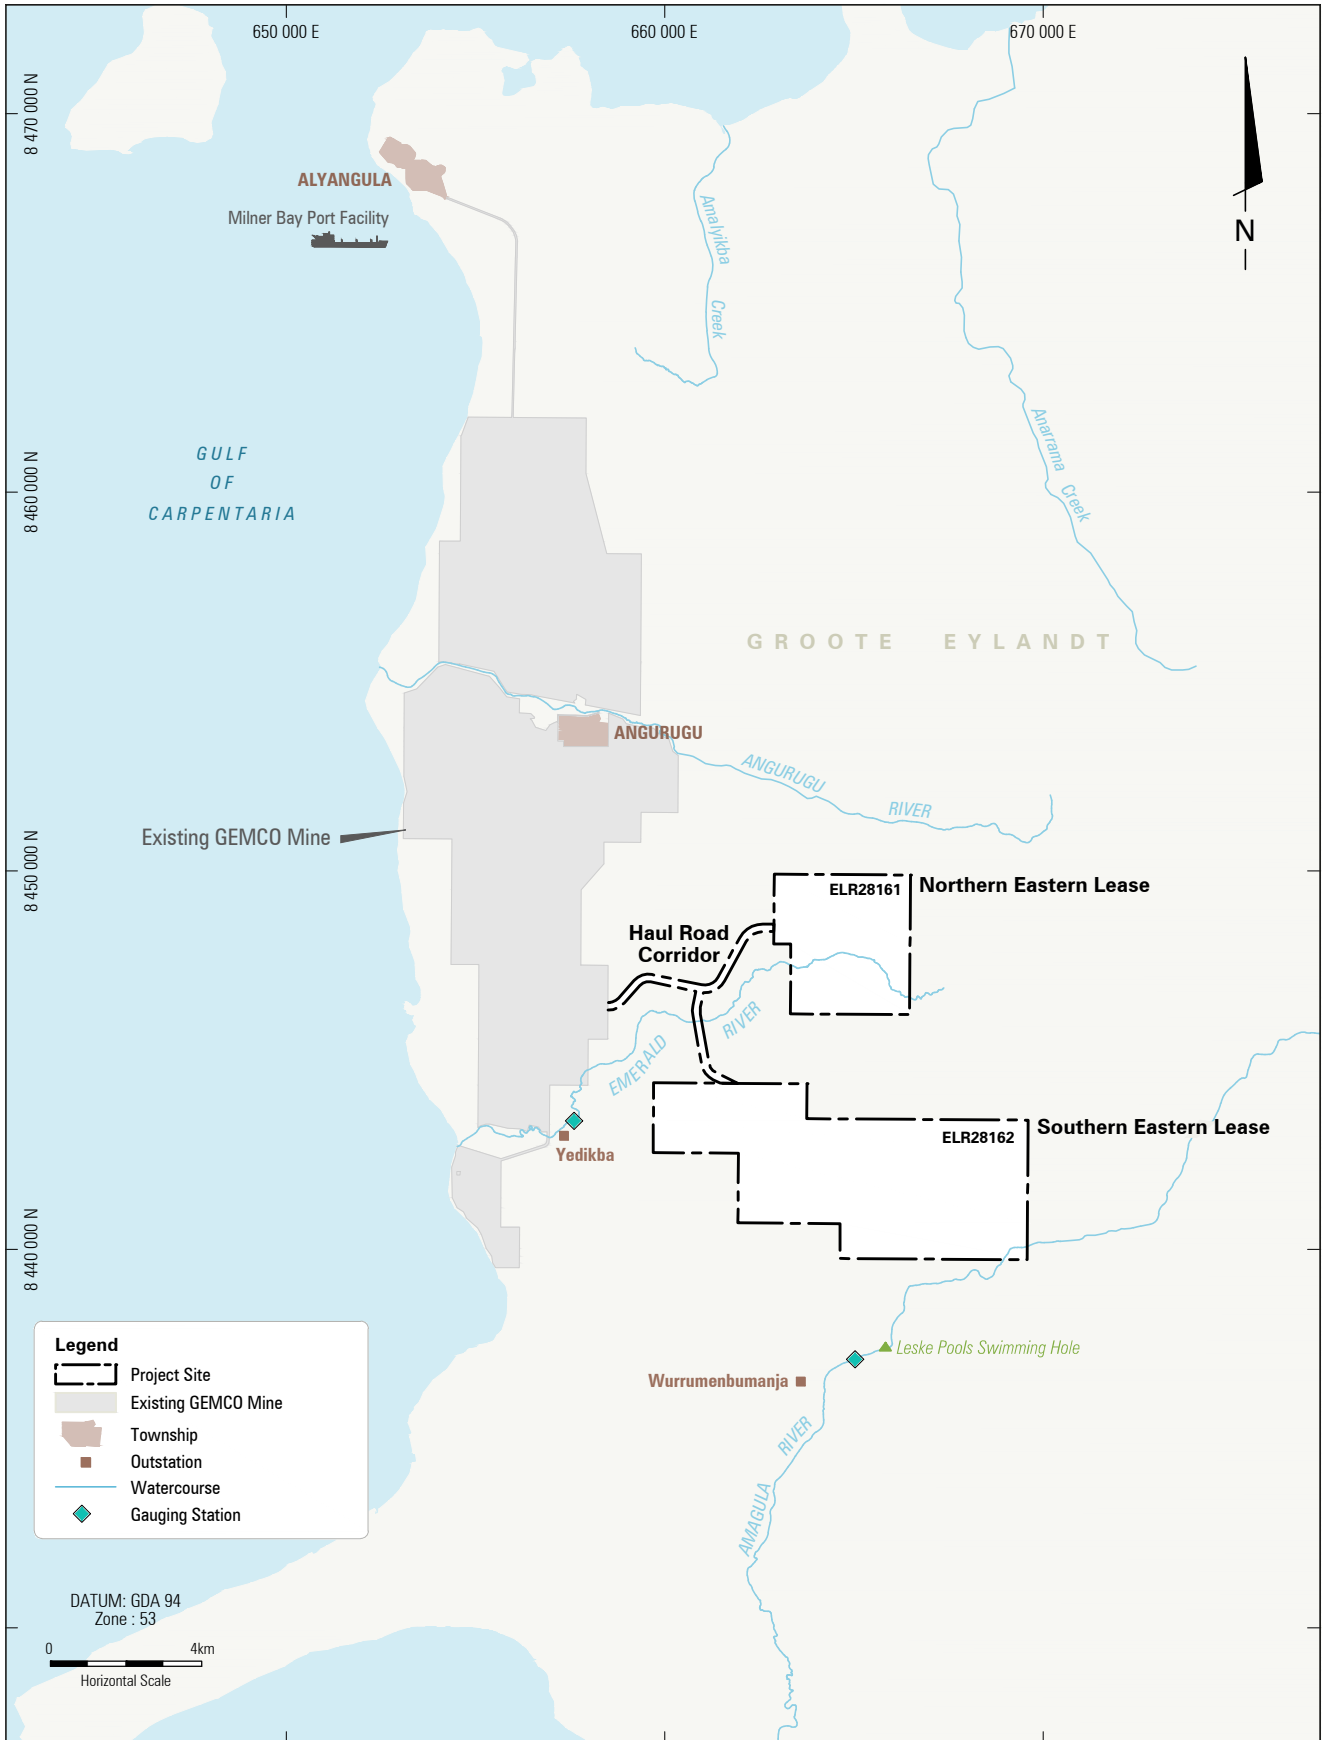 650 000 E
660 000 E
670 000 E
8 470 000 N
ALYANGULA
Milner Bay Port Facility
Amalyikba
Creek
N
8 460 000 N
GULF
OF
CARPENTARIA
Anarrama
Creek
GROOTE EYLANDT
ANGURUGU
ANGURUGU
RIVER
Existing GEMCO Mine
8 450 000 N
ELR28161
Northern Eastern Lease
Haul Road
Corridor
EMERALD
RIVER
ELR28162
Southern Eastern Lease
Yedikba
8 440 000 N
Leske Pools Swimming Hole
Wurrumenbumanja
AMAGULA
RIVER
Legend
Project Site
Existing GEMCO Mine
Township
Outstation
Watercourse
Gauging Station
DATUM: GDA 94
Zone : 53
0 4km
Horizontal Scale